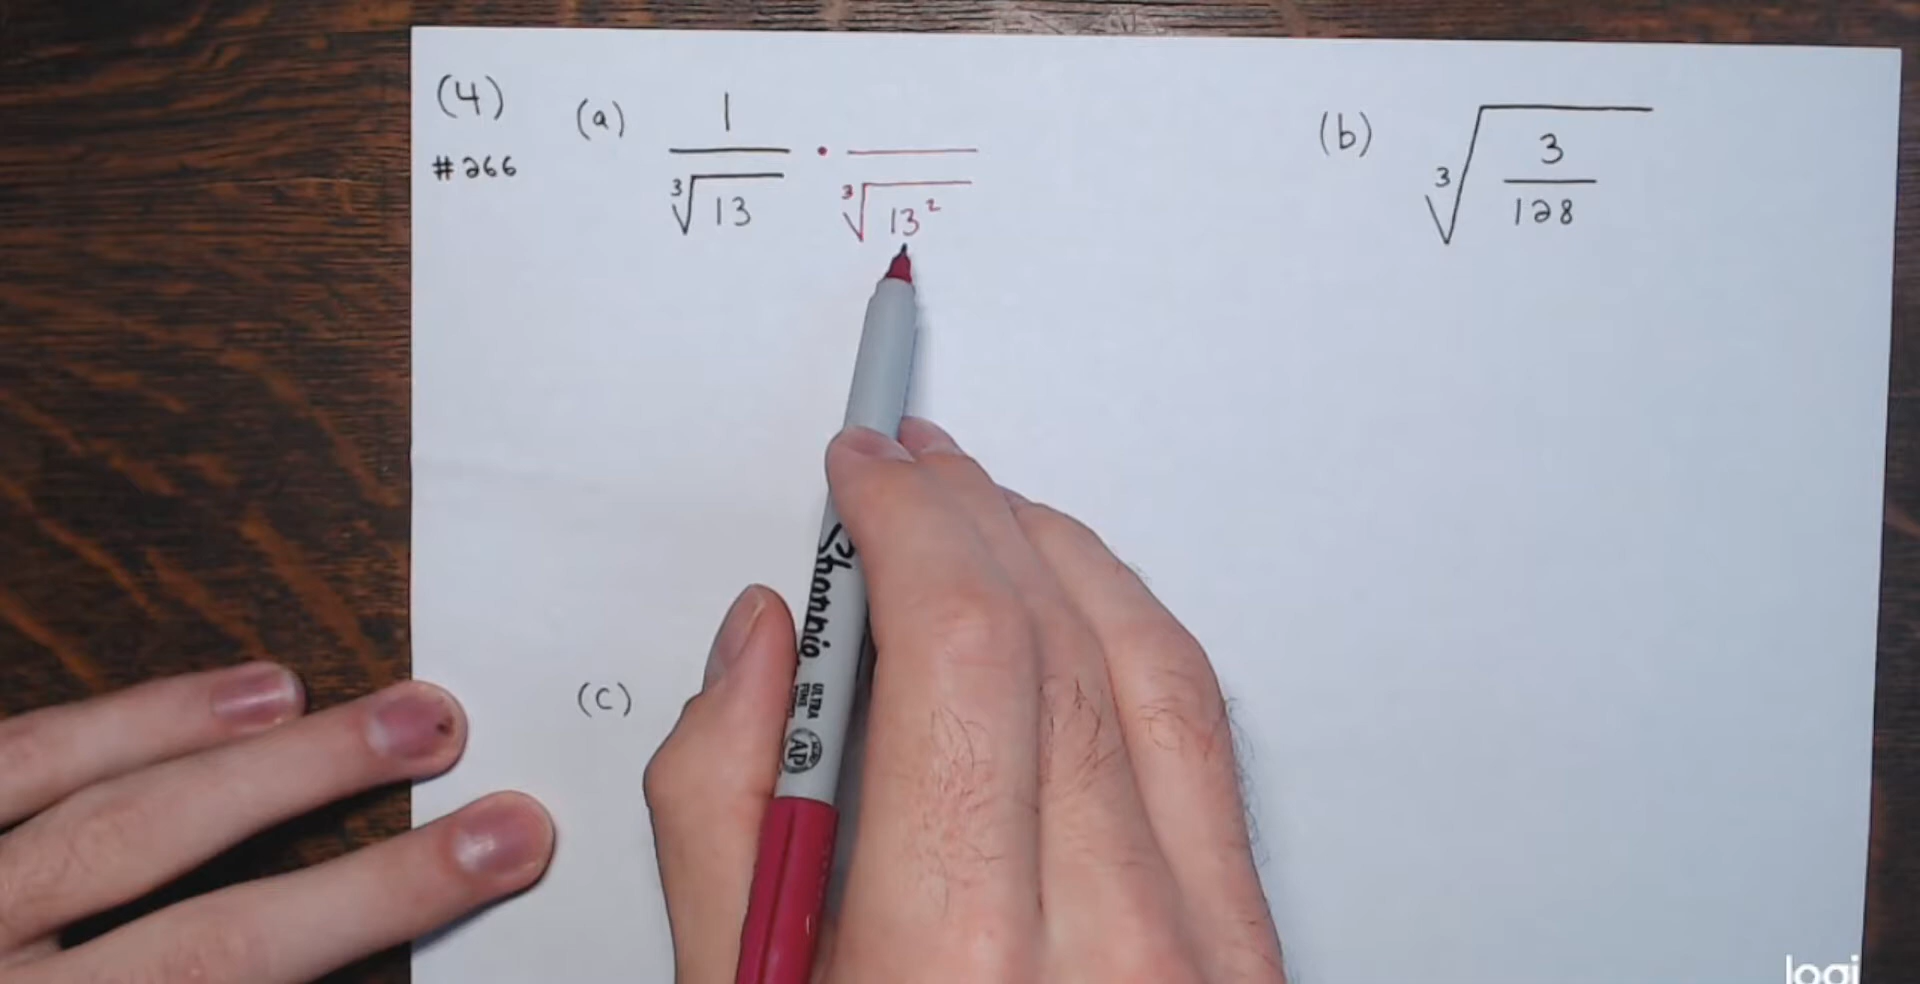 (4) (a) 1 / ∛13 · / ∛13² (b) ∛(3/128)
#266
(c)
Sharpie
ULTRA
FINE
AP
logi